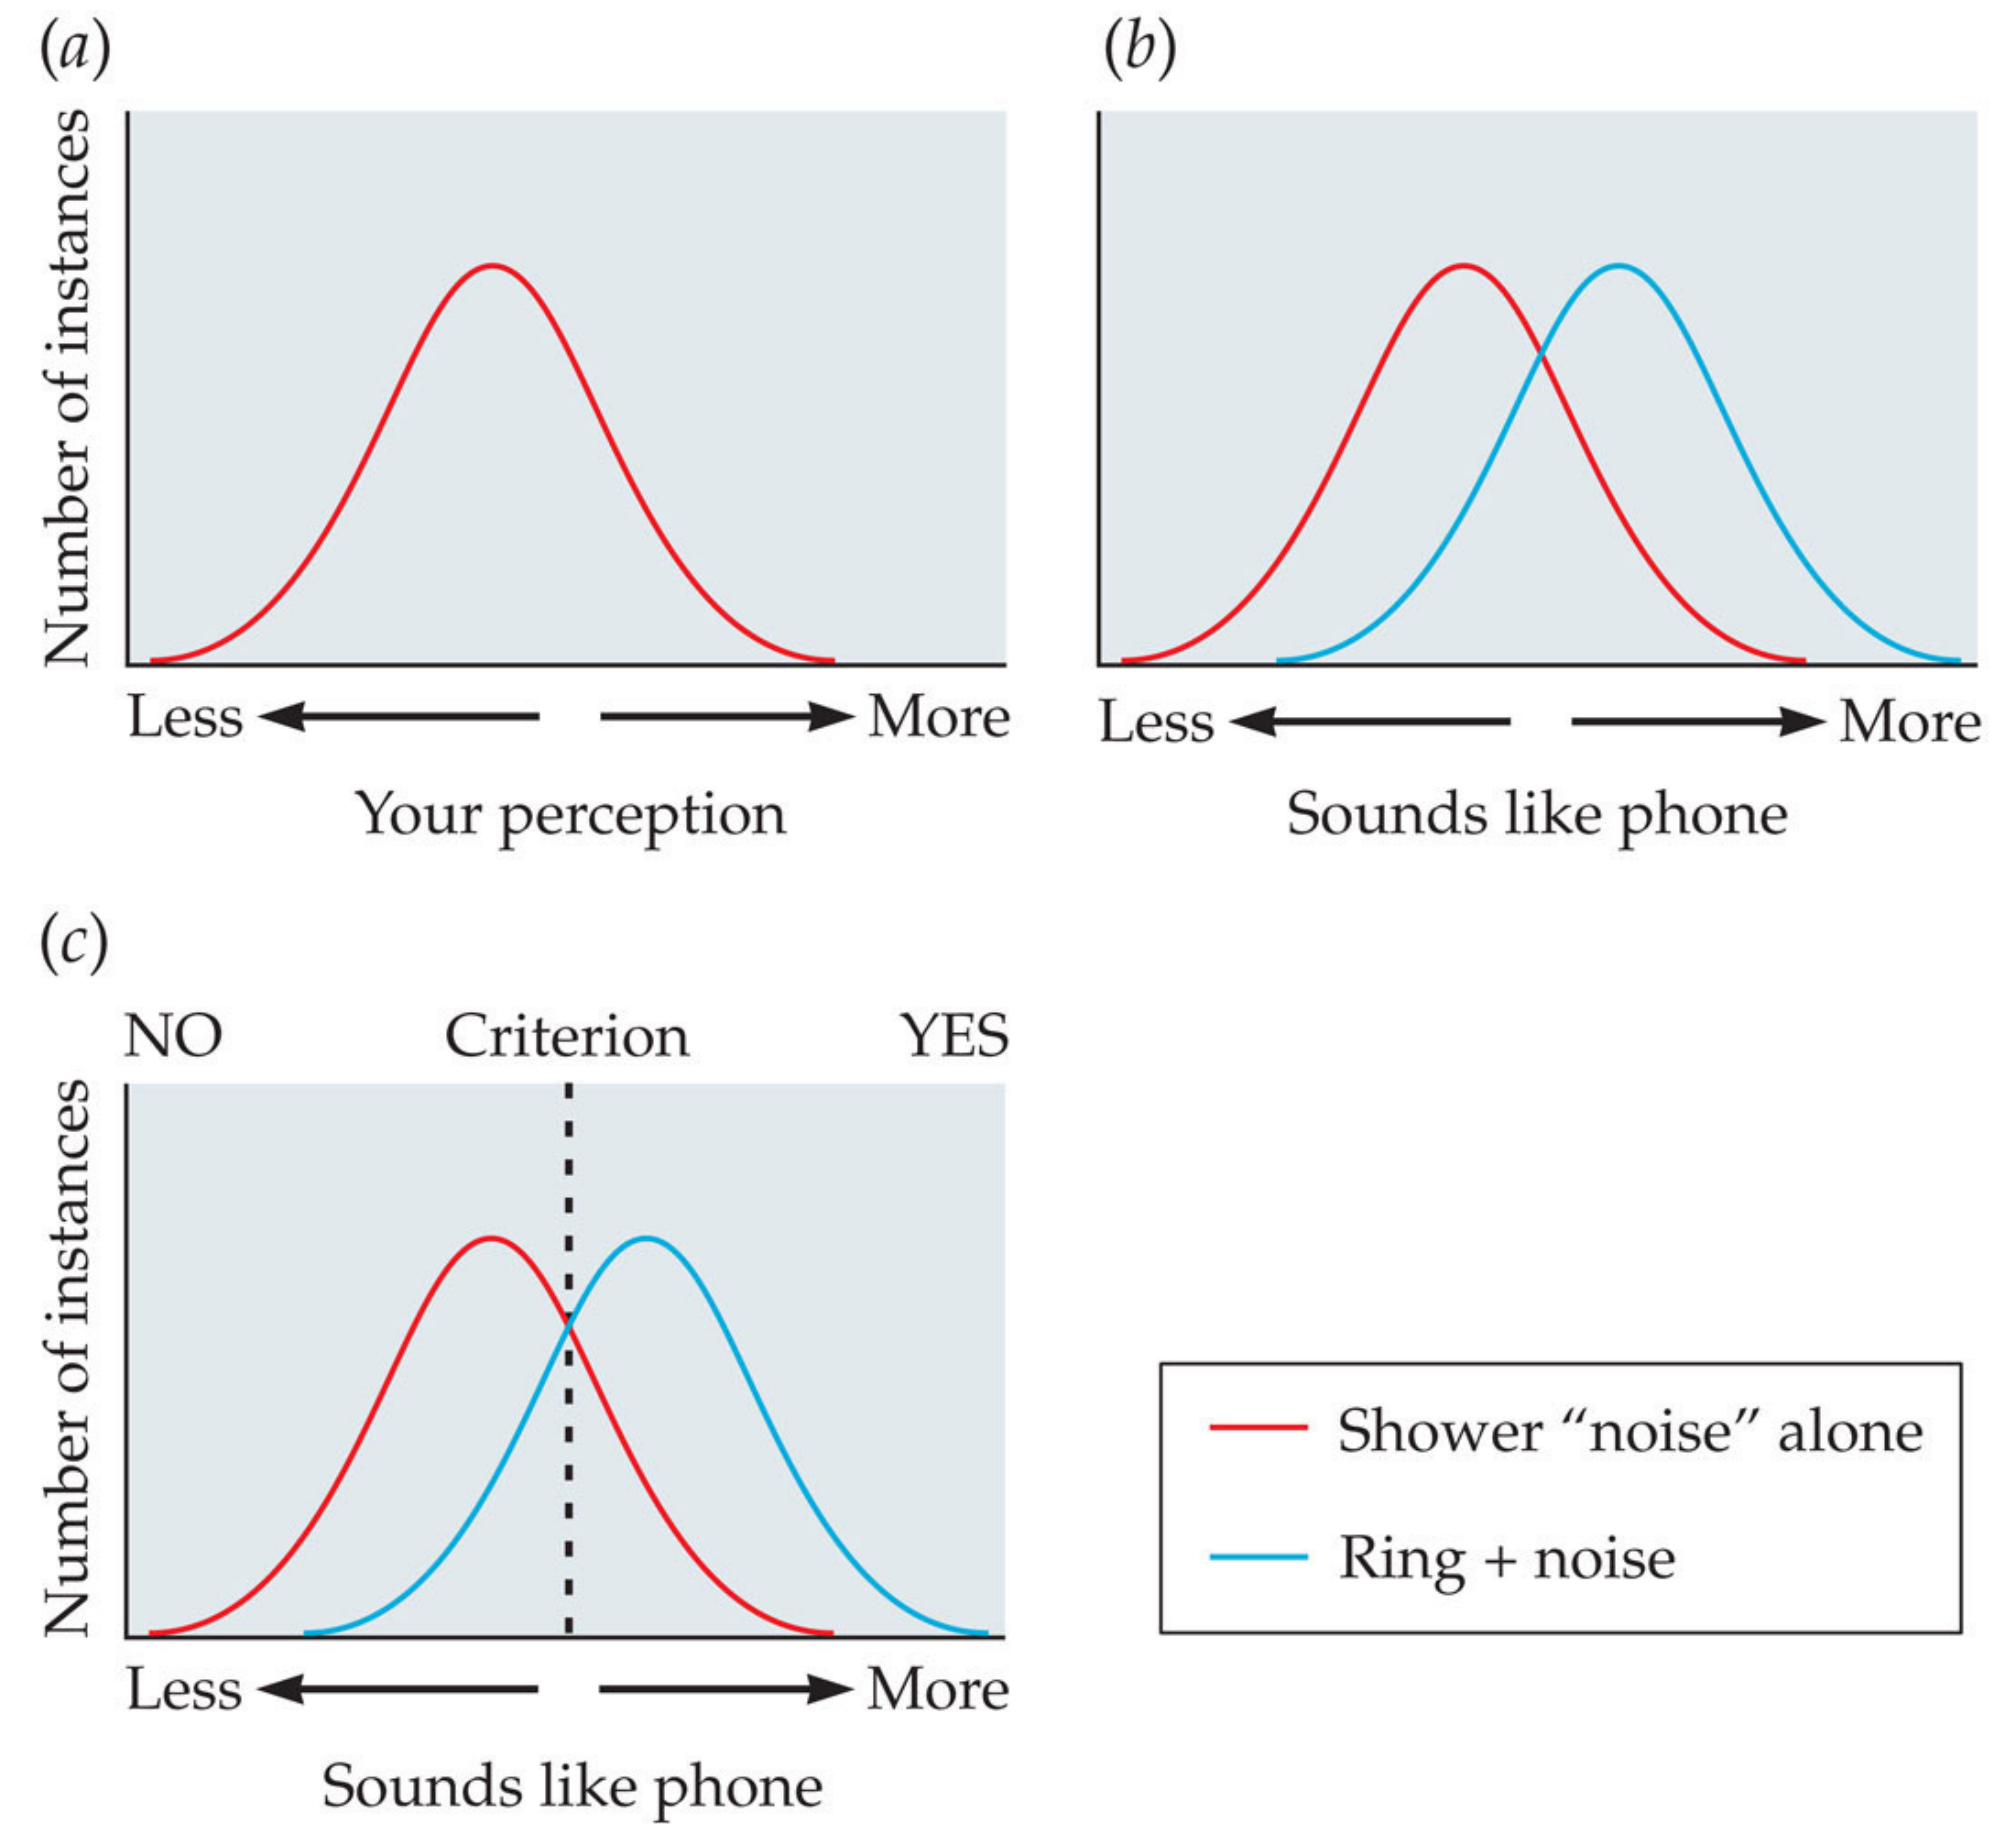 (a)
Number of instances
Less
More
Your perception
(b)
Less
More
Sounds like phone
(c)
NO
Criterion
YES
Number of instances
Less
More
Sounds like phone
Shower “noise” alone
Ring + noise